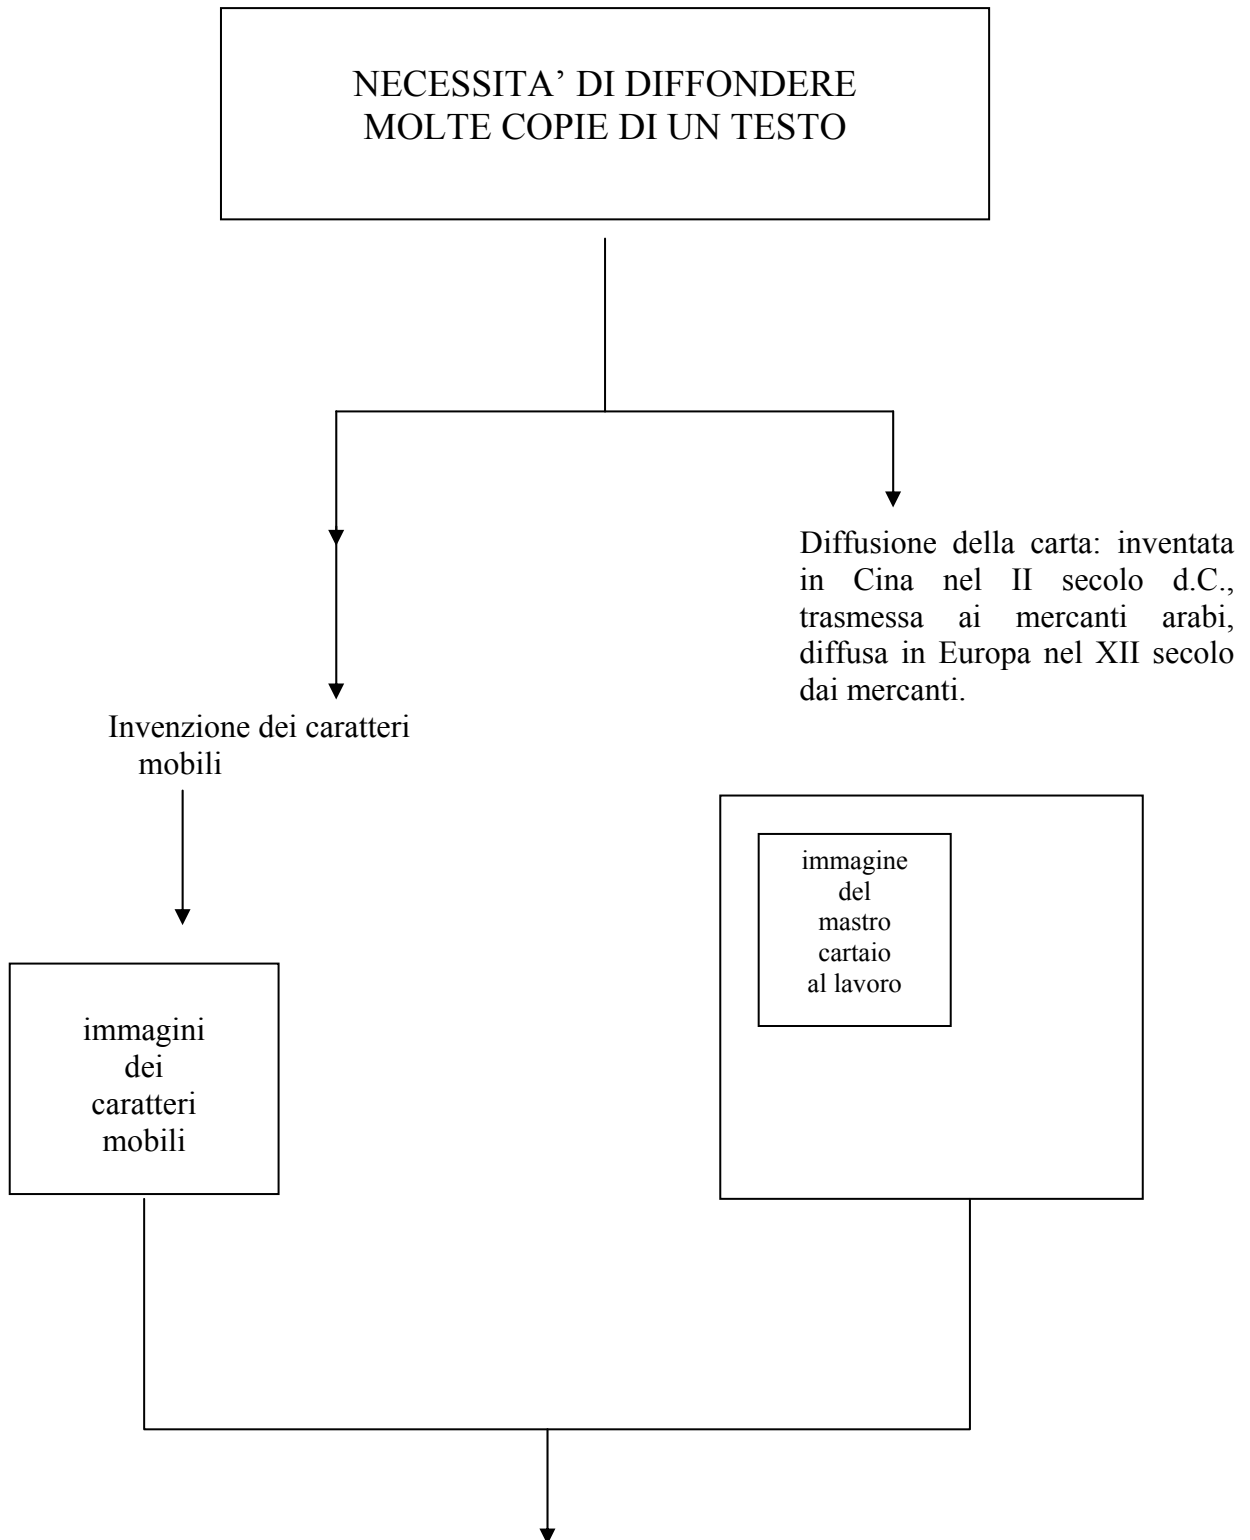 NECESSITA’ DI DIFFONDERE
MOLTE COPIE DI UN TESTO
Diffusione della carta: inventata
in Cina nel II secolo d.C.,
trasmessa ai mercanti arabi,
diffusa in Europa nel XII secolo
dai mercanti.
Invenzione dei caratteri
mobili
immagine
del
mastro
cartaio
al lavoro
immagini
dei
caratteri
mobili